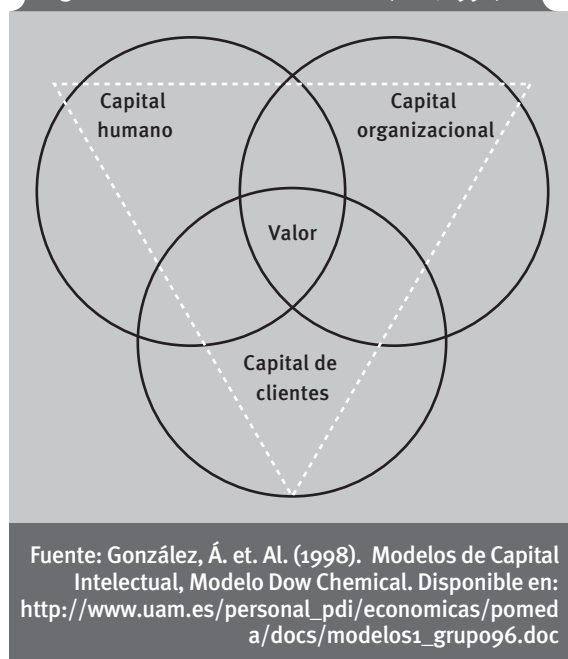 Capital
humano
Capital
organizacional
Valor
Capital de
clientes
Fuente: González, Á. et. Al. (1998). Modelos de Capital
Intelectual, Modelo Dow Chemical. Disponible en:
http://www.uam.es/personal_pdi/economicas/pomed
a/docs/modelos1_grupo96.doc